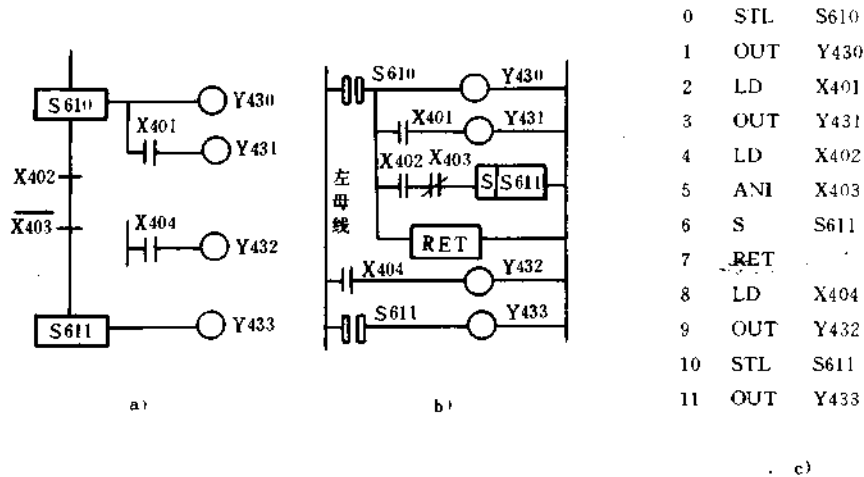 S610
Y430
X401
Y431
X402
X403
X404
Y432
S611
Y433
a)
S610
Y430
X401
Y431
X402 X403
S S611
左母线
RET
X404
Y432
S611
Y433
b)
0 STL S610
1 OUT Y430
2 LD X401
3 OUT Y431
4 LD X402
5 ANI X403
6 S S611
7 RET
8 LD X404
9 OUT Y432
10 STL S611
11 OUT Y433
c)